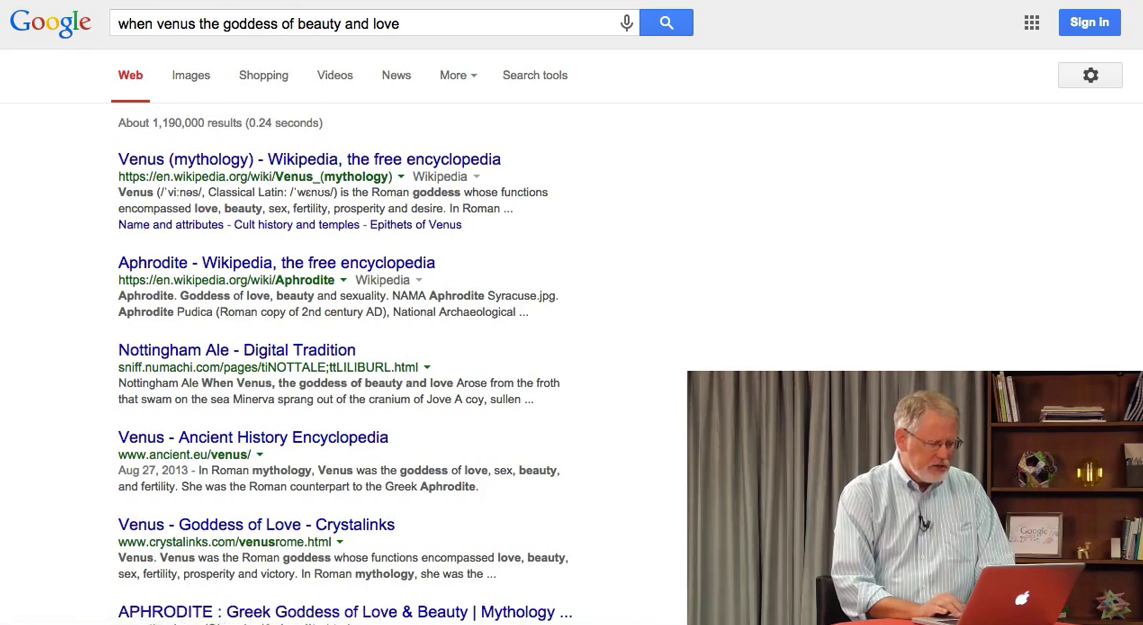 Google
when venus the goddess of beauty and love
Sign in
Web Images Shopping Videos News More Search tools
About 1,190,000 results (0.24 seconds)
Venus (mythology) - Wikipedia, the free encyclopedia
https://en.wikipedia.org/wiki/Venus_(mythology) Wikipedia
Venus (/ˈviːnəs/, Classical Latin: /ˈwɛnʊs/) is the Roman goddess whose functions
encompassed love, beauty, sex, fertility, prosperity and desire. In Roman ...
Name and attributes - Cult history and temples - Epithets of Venus
Aphrodite - Wikipedia, the free encyclopedia
https://en.wikipedia.org/wiki/Aphrodite Wikipedia
Aphrodite. Goddess of love, beauty and sexuality. NAMA Aphrodite Syracuse.jpg.
Aphrodite Pudica (Roman copy of 2nd century AD), National Archaeological ...
Nottingham Ale - Digital Tradition
sniff.numachi.com/pages/tiNOTTALE;ttLILIBURL.html
Nottingham Ale When Venus, the goddess of beauty and love Arose from the froth
that swam on the sea Minerva sprang out of the cranium of Jove A coy, sullen ...
Venus - Ancient History Encyclopedia
www.ancient.eu/venus/
Aug 27, 2013 - In Roman mythology, Venus was the goddess of love, sex, beauty,
and fertility. She was the Roman counterpart to the Greek Aphrodite.
Venus - Goddess of Love - Crystalinks
www.crystalinks.com/venusrome.html
Venus. Venus was the Roman goddess whose functions encompassed love, beauty,
sex, fertility, prosperity and victory. In Roman mythology, she was the ...
APHRODITE : Greek Goddess of Love & Beauty | Mythology ...
Google